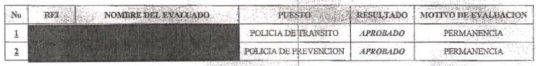 No REF NOMBRE DEL EVALUADO PUESTO RESULTADO MOTIVO DE EVALUACION
1 POLICIA DE TRANSITO APROBADO PERMANENCIA
2 POLICIA DE PREVENCION APROBADO PERMANENCIA